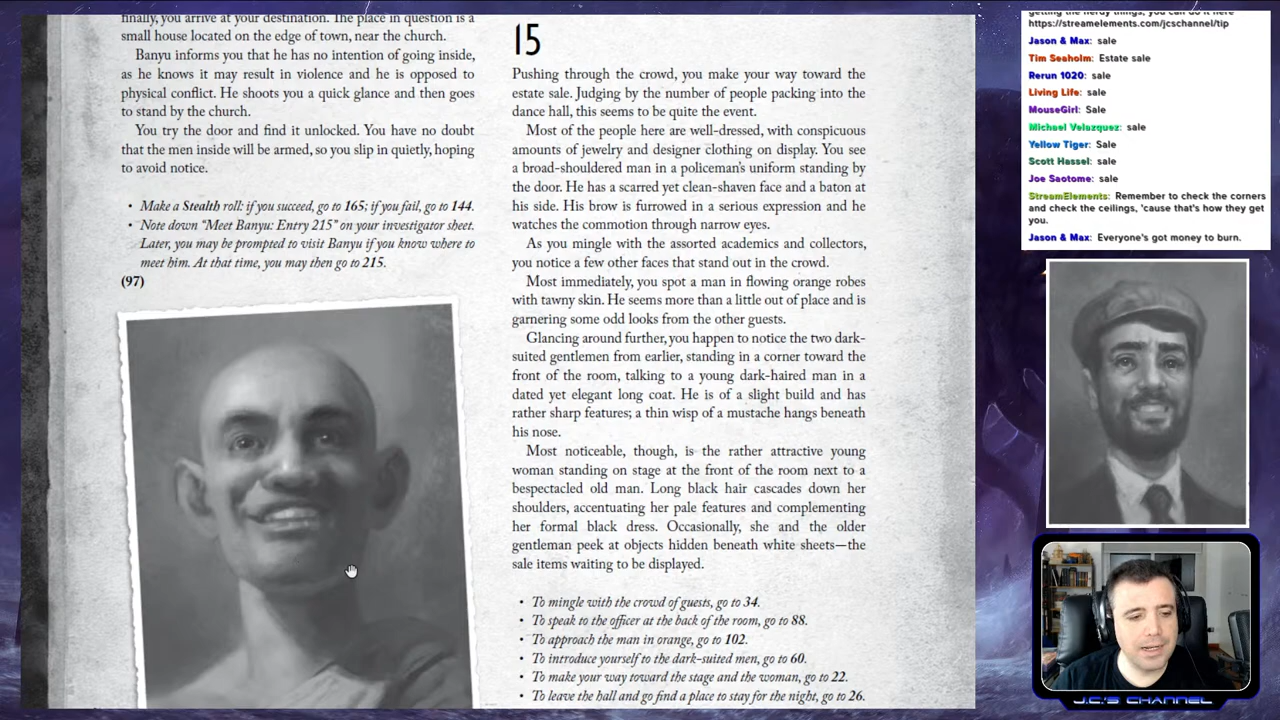 finally, you arrive at your destination. The place in question is a
small house located on the edge of town, near the church.
Banyu informs you that he has no intention of going inside,
as he knows it may result in violence and he is opposed to
physical conflict. He shoots you a quick glance and then goes
to stand by the church.
You try the door and find it unlocked. You have no doubt
that the men inside will be armed, so you slip in quietly, hoping
to avoid notice.
• Make a Stealth roll: if you succeed, go to 165; if you fail, go to 144.
• Note down “Meet Banyu Entry 215” on your investigator sheet.
Later, you may be prompted to visit Banyu if you know where to
meet him. At that time, you may then go to 215.
(97)
15
Pushing through the crowd, you make your way toward the
estate sale. Judging by the number of people packing into the
dance hall, this seems to be quite the event.
Most of the people here are well-dressed, with conspicuous
amounts of jewelry and designer clothing on display. You see
a broad-shouldered man in a policeman’s uniform standing by
the door. He has a scarred yet clean-shaven face and a baton at
his side. His brow is furrowed in a serious expression and he
watches the commotion through narrow eyes.
As you mingle with the assorted academics and collectors,
you notice a few other faces that stand out in the crowd.
Most immediately, you spot a man in flowing orange robes
with tawny skin. He seems more than a little out of place and is
garnering some odd looks from the other guests.
Glancing around further, you happen to notice the two dark-
suited gentlemen from earlier, standing in a corner toward the
front of the room, talking to a young dark-haired man in a
dated yet elegant long coat. He is of a slight build and has
rather sharp features; a thin wisp of a mustache hangs beneath
his nose.
Most noticeable, though, is the rather attractive young
woman standing on stage at the front of the room next to a
bespectacled old man. Long black hair cascades down her
shoulders, accentuating her pale features and complementing
her formal black dress. Occasionally, she and the older
gentleman peek at objects hidden beneath white sheets—the
sale items waiting to be displayed.
• To mingle with the crowd of guests, go to 34.
• To speak to the officer at the back of the room, go to 88.
• To approach the man in orange, go to 102.
• To introduce yourself to the dark-suited men, go to 60.
• To make your way toward the stage and the woman, go to 22.
• To leave the hall and go find a place to stay for the night, go to 26.
getting the nerdy things, you can do it here
https://streamelements.com/jcschannel/tip
Jason & Max: sale
Tim Seaholm: Estate sale
Rerun 1020: sale
Living Life: sale
MouseGirl: Sale
Michael Velazquez: sale
Yellow Tiger: Sale
Scott Hassel: sale
Joe Saotome: sale
StreamElements: Remember to check the corners
and check the ceilings, 'cause that's how they get
you.
Jason & Max: Everyone's got money to burn.
J.C.'S CHANNEL